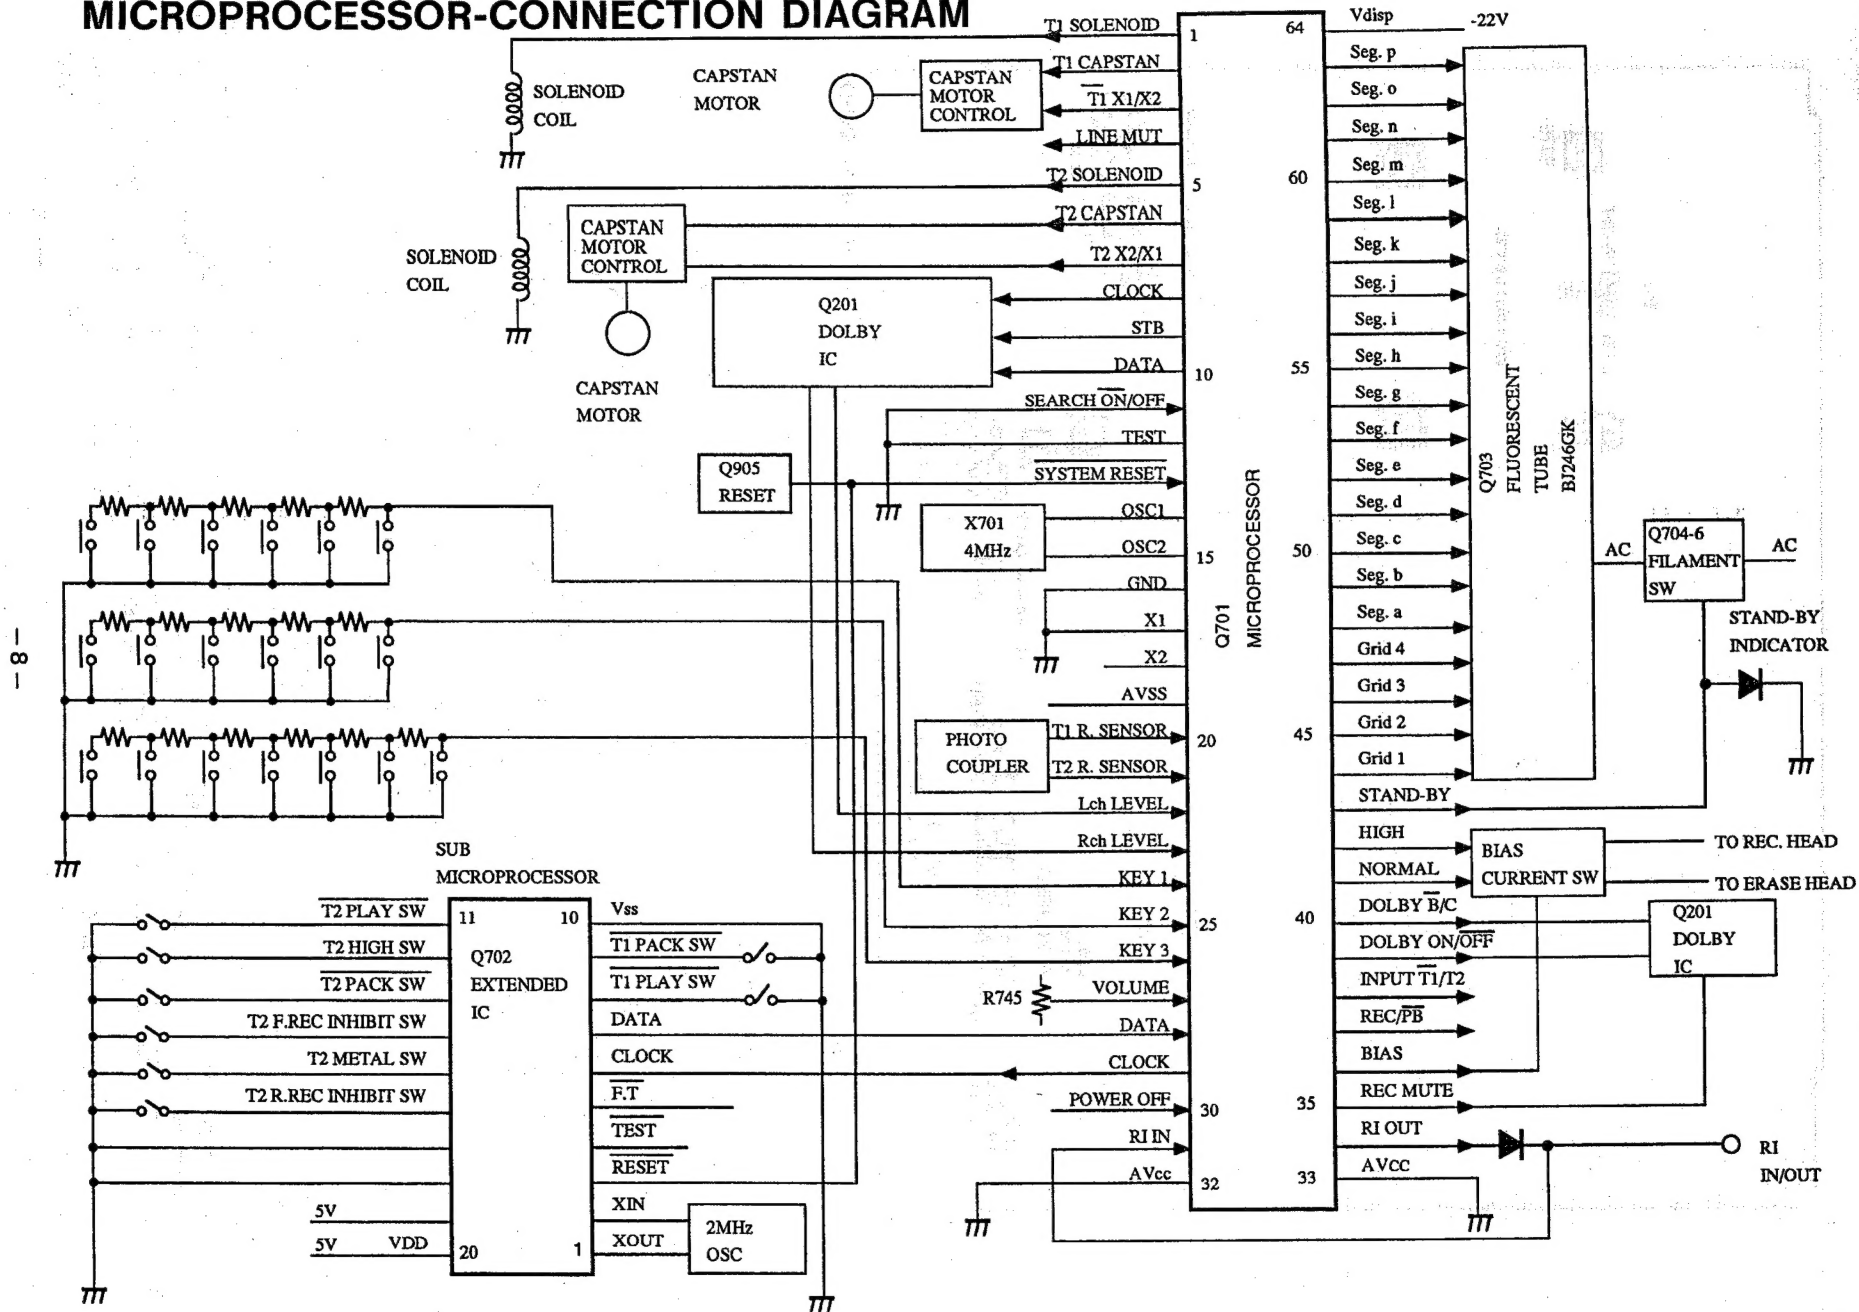 MICROPROCESSOR-CONNECTION DIAGRAM
SOLENOID
COIL
CAPSTAN
MOTOR
CAPSTAN
MOTOR
CONTROL
SOLENOID
COIL
CAPSTAN
MOTOR
CONTROL
CAPSTAN
MOTOR
Q201
DOLBY
IC
Q905
RESET
X701
4MHz
PHOTO
COUPLER
R745
T1 SOLENOID
T1 CAPSTAN
T1 X1/X2
LINE MUT
T2 SOLENOID
T2 CAPSTAN
T2 X2/X1
CLOCK
STB
DATA
SEARCH ON/OFF
TEST
SYSTEM RESET
OSC1
OSC2
GND
X1
X2
AVSS
T1 R. SENSOR
T2 R. SENSOR
Lch LEVEL
Rch LEVEL
KEY 1
KEY 2
KEY 3
VOLUME
DATA
CLOCK
POWER OFF
RI IN
AVcc
1
5
10
15
20
25
30
32
Q701
MICROPROCESSOR
64
60
55
50
45
40
35
33
Vdisp
-22V
Seg. p
Seg. o
Seg. n
Seg. m
Seg. l
Seg. k
Seg. j
Seg. i
Seg. h
Seg. g
Seg. f
Seg. e
Seg. d
Seg. c
Seg. b
Seg. a
Grid 4
Grid 3
Grid 2
Grid 1
STAND-BY
HIGH
NORMAL
DOLBY B/C
DOLBY ON/OFF
INPUT T1/T2
REC/PB
BIAS
REC MUTE
RI OUT
AVCC
Q703
FLUORESCENT
TUBE
BJ246GK
AC
Q704-6
FILAMENT
SW
AC
STAND-BY
INDICATOR
BIAS
CURRENT SW
TO REC. HEAD
TO ERASE HEAD
Q201
DOLBY
IC
RI
IN/OUT
SUB
MICROPROCESSOR
T2 PLAY SW
T2 HIGH SW
T2 PACK SW
T2 F.REC INHIBIT SW
T2 METAL SW
T2 R.REC INHIBIT SW
5V
5V VDD
11
10
Q702
EXTENDED
IC
20
1
Vss
T1 PACK SW
T1 PLAY SW
DATA
CLOCK
F.T
TEST
RESET
XIN
XOUT
2MHz
OSC
- 8 -